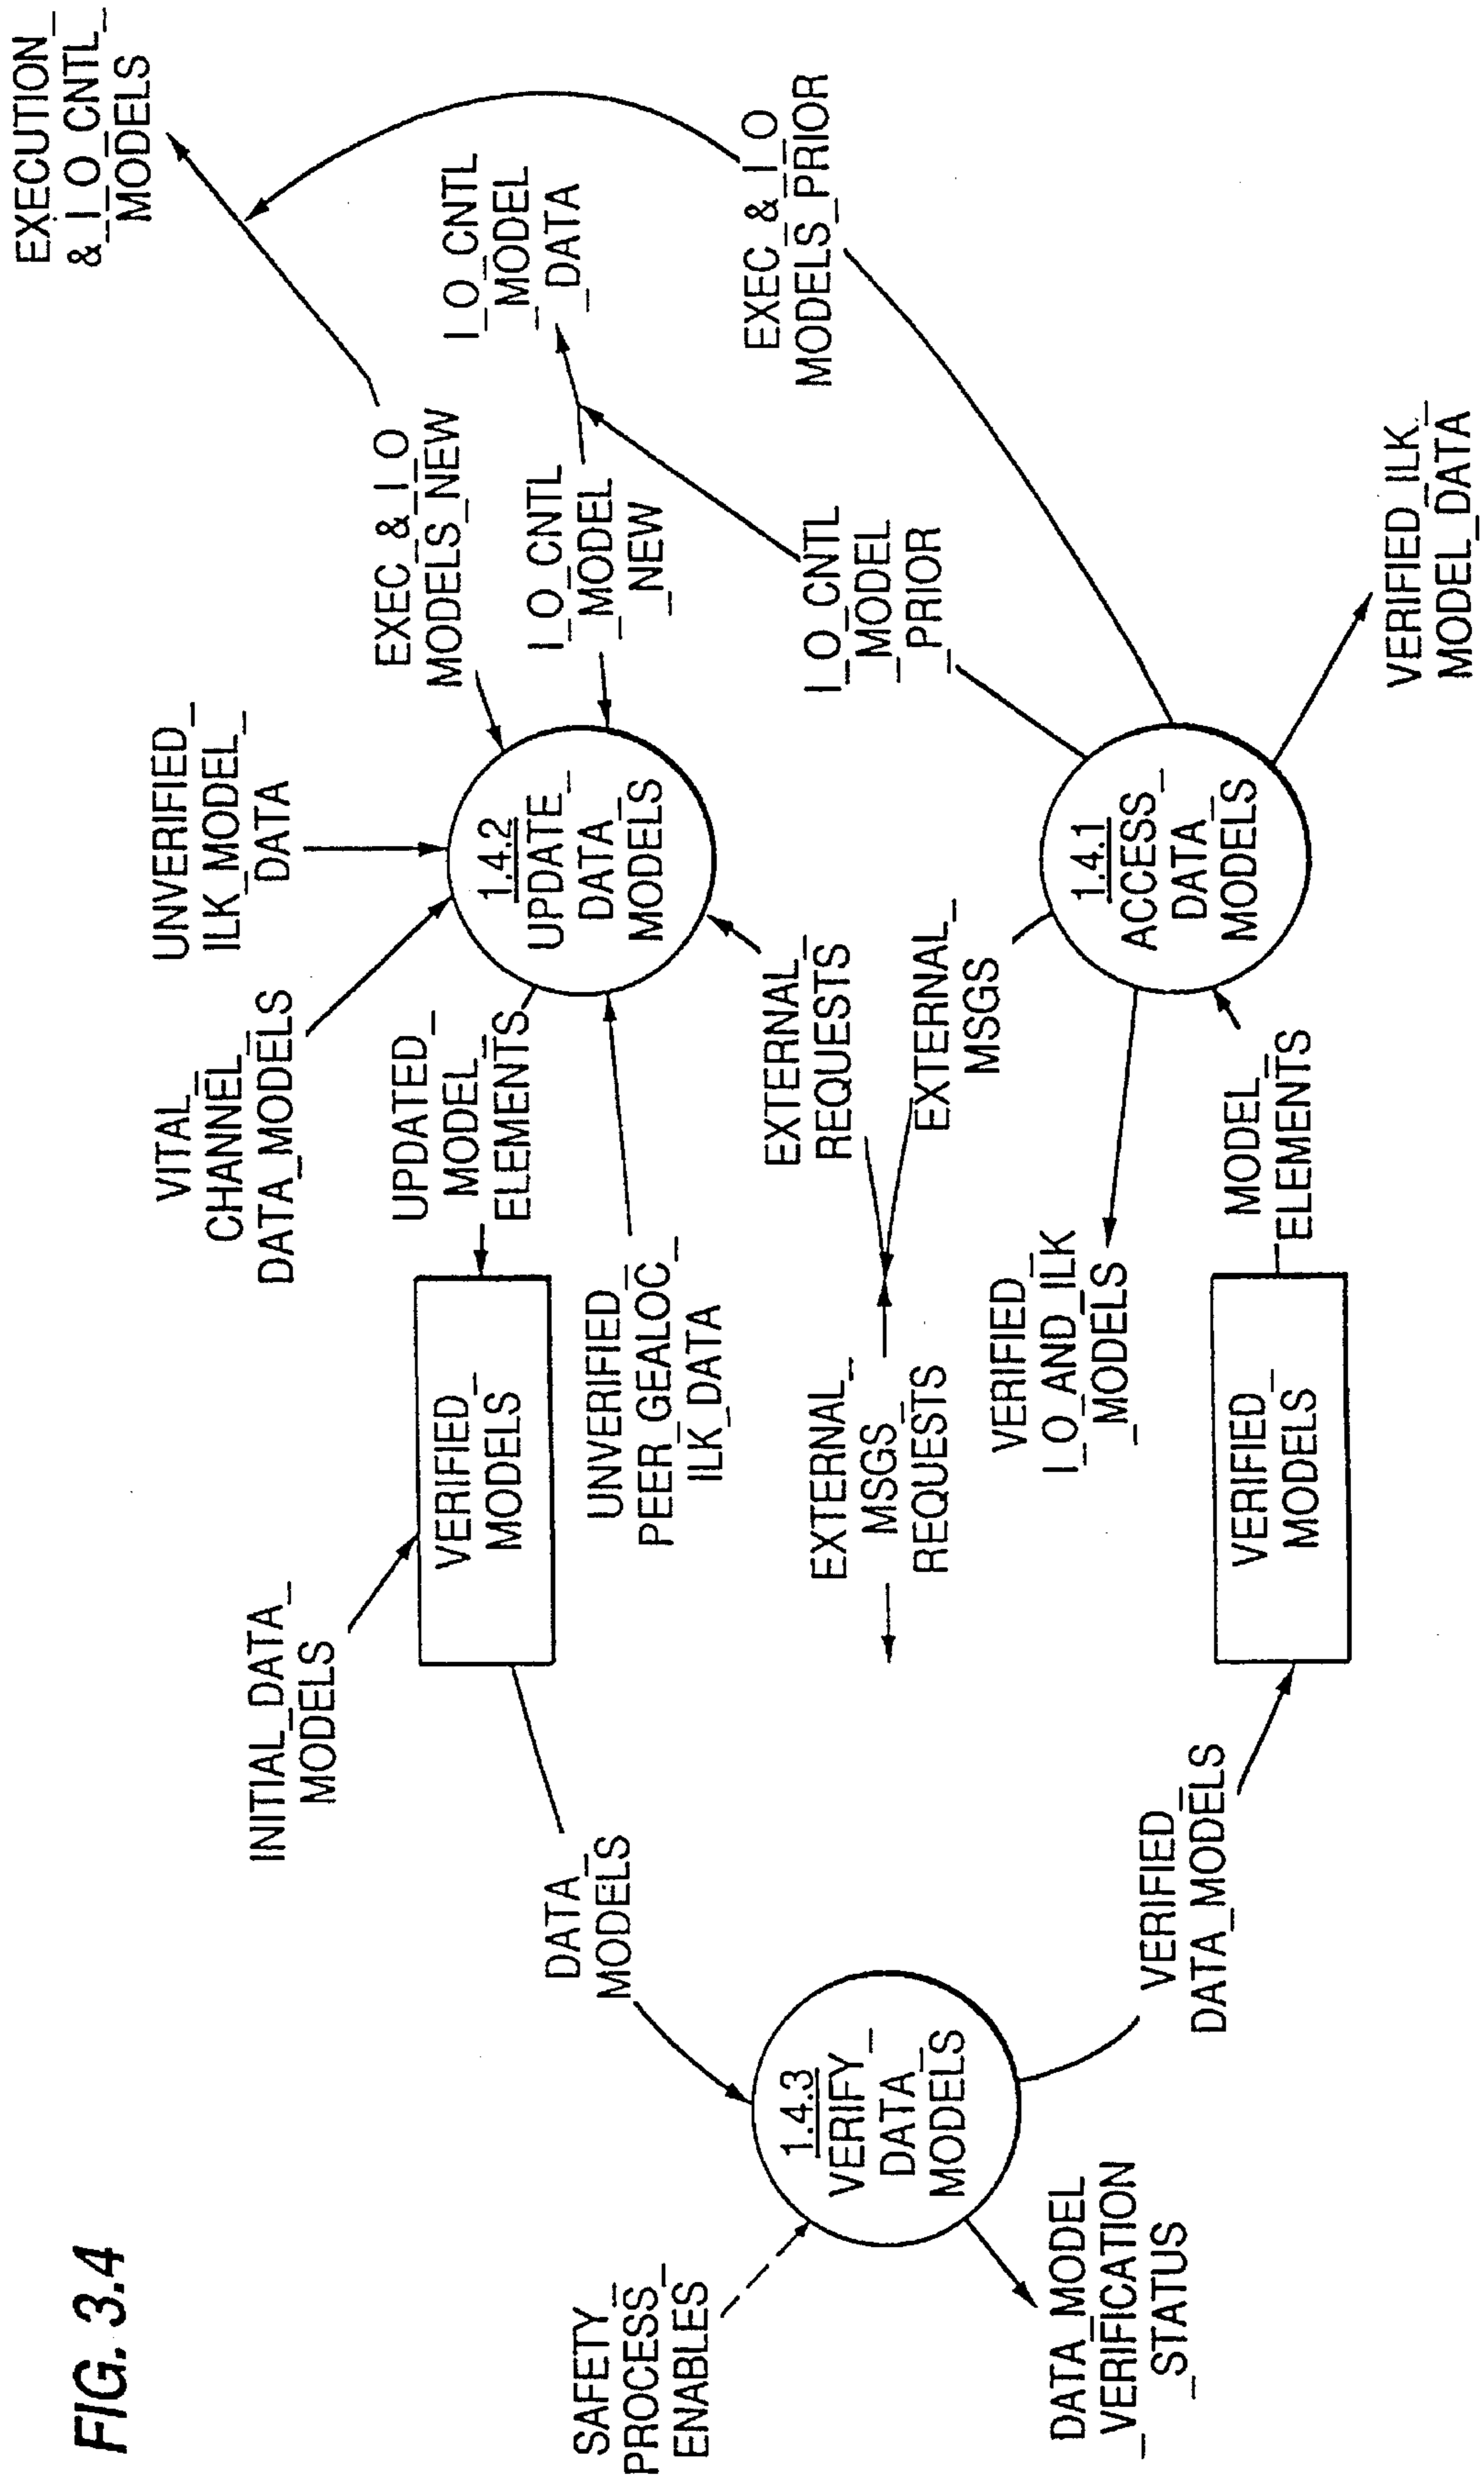 FIG. 3.4
SAFETY_
PROCESS_
ENABLES
DATA_MODEL
_VERIFICATION
_STATUS
1.4.3
VERIFY_
DATA_
MODELS
DATA_
MODELS
VERIFIED_
DATA_MODELS
INITIAL_DATA_
MODELS
VERIFIED_
MODELS
VERIFIED_
MODELS
UNVERIFIED_
PEER_GEALOC_
ILK_DATA
EXTERNAL_
MSGS_
REQUESTS
VERIFIED_
I_O_AND_ILK
_MODELS
MODEL_
ELEMENTS
VITAL_
CHANNEL_
DATA_MODELS
UPDATED_
MODEL_
ELEMENTS
EXTERNAL_
REQUESTS
EXTERNAL_
MSGS
UNVERIFIED_
ILK_MODEL_
DATA
1.4.2
UPDATE_
DATA_
MODELS
1.4.1
ACCESS_
DATA_
MODELS
EXEC_&_I_O_
MODELS_NEW
I_O_CNTL
_MODEL
_NEW
I_O_CNTL
_MODEL
_PRIOR
VERIFIED_ILK_
MODEL_DATA
EXECUTION_
&_I_O_CNTL_
MODELS
I_O_CNTL
_MODEL
_DATA
EXEC_&_I_O_
MODELS_PRIOR